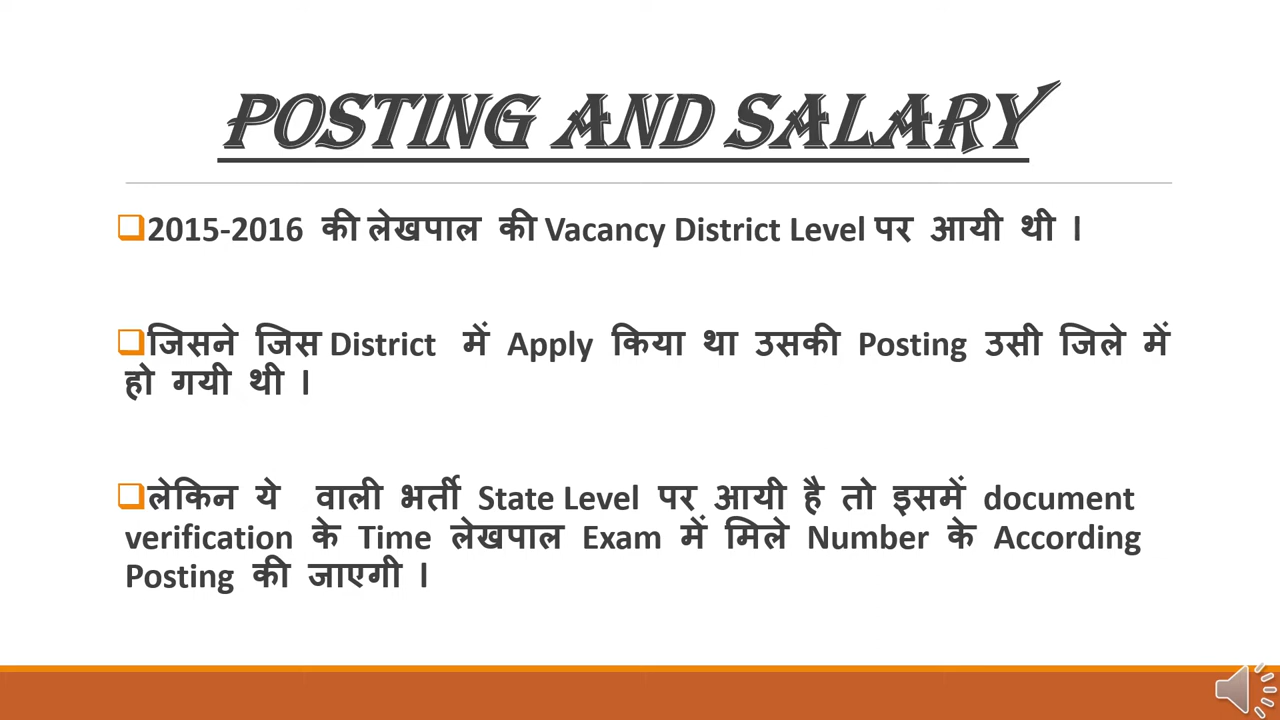 POSTING AND SALARY
2015-2016 की लेखपाल की Vacancy District Level पर आयी थी ।
जिसने जिस District में Apply किया था उसकी Posting उसी जिले में
हो गयी थी ।
लेकिन ये वाली भर्ती State Level पर आयी है तो इसमें document
verification के Time लेखपाल Exam में मिले Number के According
Posting की जाएगी ।